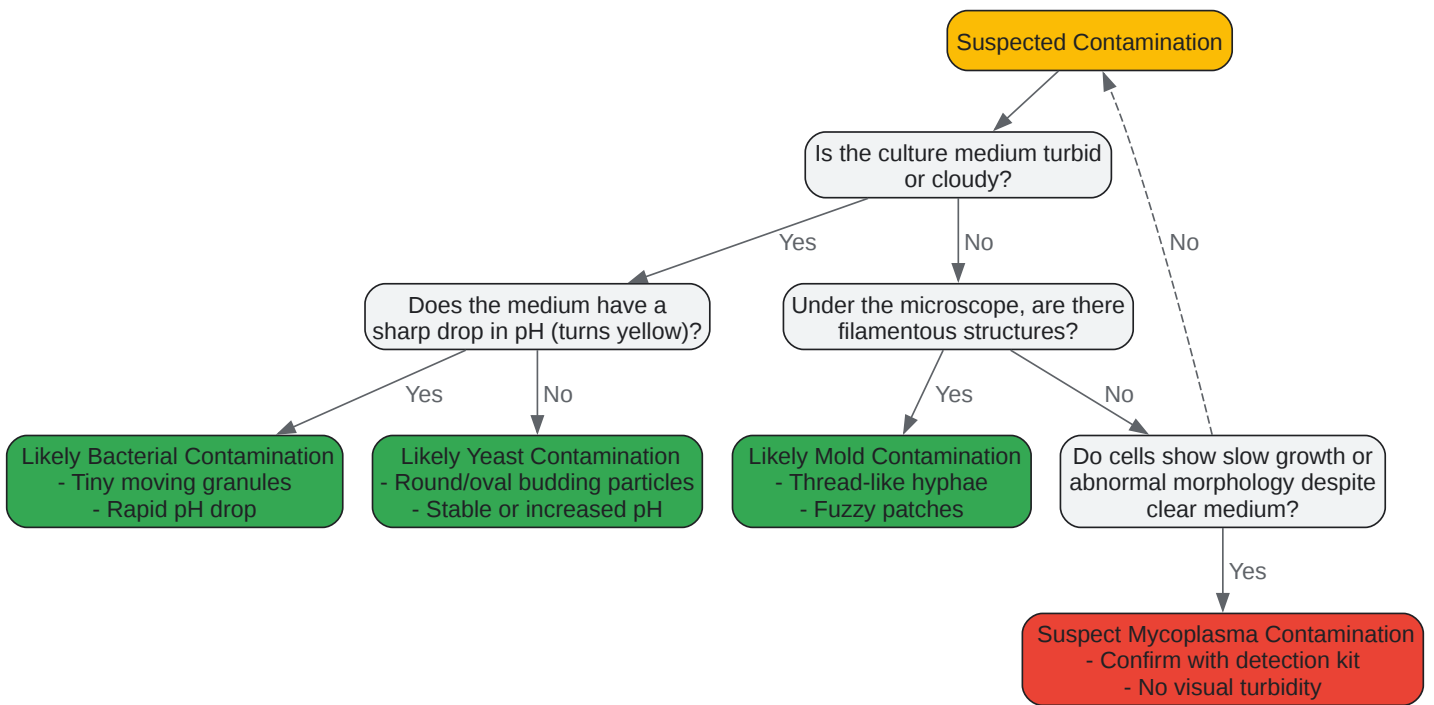 Suspected Contamination
Is the culture medium turbid
or cloudy?
Yes
No
No
Does the medium have a
sharp drop in pH (turns yellow)?
Under the microscope, are there
filamentous structures?
Yes
No
Yes
No
Likely Bacterial Contamination
- Tiny moving granules
- Rapid pH drop
Likely Yeast Contamination
- Round/oval budding particles
- Stable or increased pH
Likely Mold Contamination
- Thread-like hyphae
- Fuzzy patches
Do cells show slow growth or
abnormal morphology despite
clear medium?
Yes
Suspect Mycoplasma Contamination
- Confirm with detection kit
- No visual turbidity